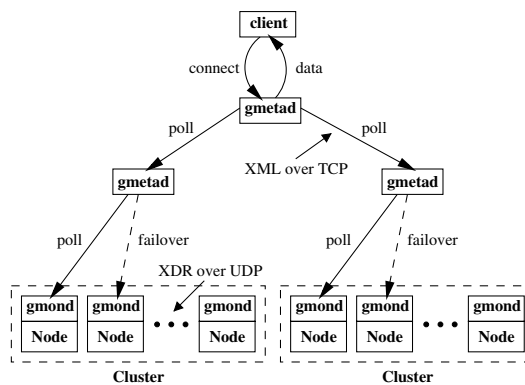 client
connect
data
gmetad
poll
poll
XML over TCP
gmetad
gmetad
poll
failover
poll
failover
XDR over UDP
gmond
gmond
gmond
gmond
gmond
gmond
Node
Node
Node
Node
Node
Node
Cluster
Cluster